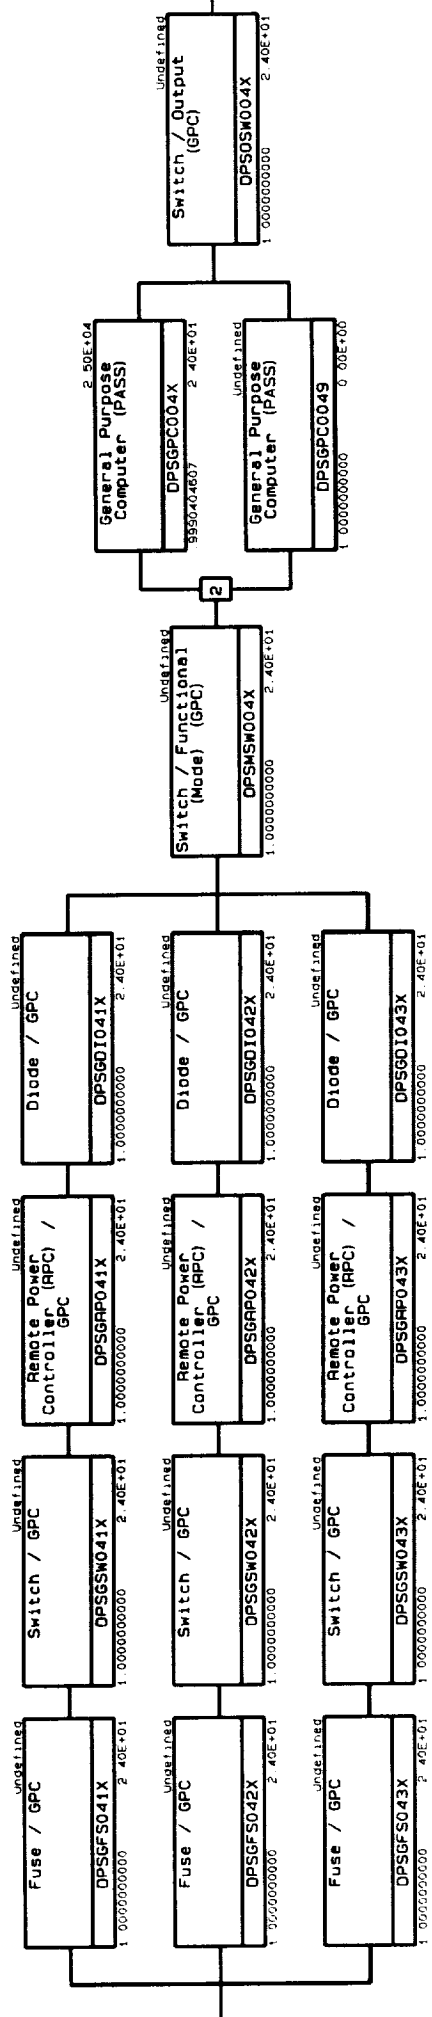 Undefined
Fuse / GPC
DPSGFS041X
1 0000000000 2 40E+01
Undefined
Switch / GPC
DPSGSW041X
1.0000000000 2.40E+01
Undefined
Remote Power
Controller (RPC) /
GPC
DPSGRP041X
1.0000000000 2.40E+01
Undefined
Diode / GPC
DPSGDI041X
1.0000000000 2.40E+01
Undefined
Fuse / GPC
DPSGFS042X
1 0000000000 2 40E+01
Undefined
Switch / GPC
DPSGSW042X
1.0000000000 2.40E+01
Undefined
Remote Power
Controller (RPC) /
GPC
DPSGRP042X
1.0000000000 2.40E+01
Undefined
Diode / GPC
DPSGDI042X
1.0000000000 2.40E+01
Undefined
Fuse / GPC
DPSGFS043X
1 0000000000 2 40E+01
Undefined
Switch / GPC
DPSGSW043X
1.0000000000 2.40E+01
Undefined
Remote Power
Controller (RPC) /
GPC
DPSGRP043X
1.0000000000 2.40E+01
Undefined
Diode / GPC
DPSGDI043X
1.0000000000 2.40E+01
Undefined
Switch / Functional
(Mode) (GPC)
DPSMSW004X
1.0000000000 2.40E+01
2
2 50E+04
General Purpose
Computer (PASS)
DPSGPC004X
.9990404607 2 40E+01
Undefined
General Purpose
Computer (PASS)
DPSGPC0049
1 0000000000 0 00E+00
Undefined
Switch / Output
(GPC)
DPSOSW004X
1 0000000000 2 40E+01